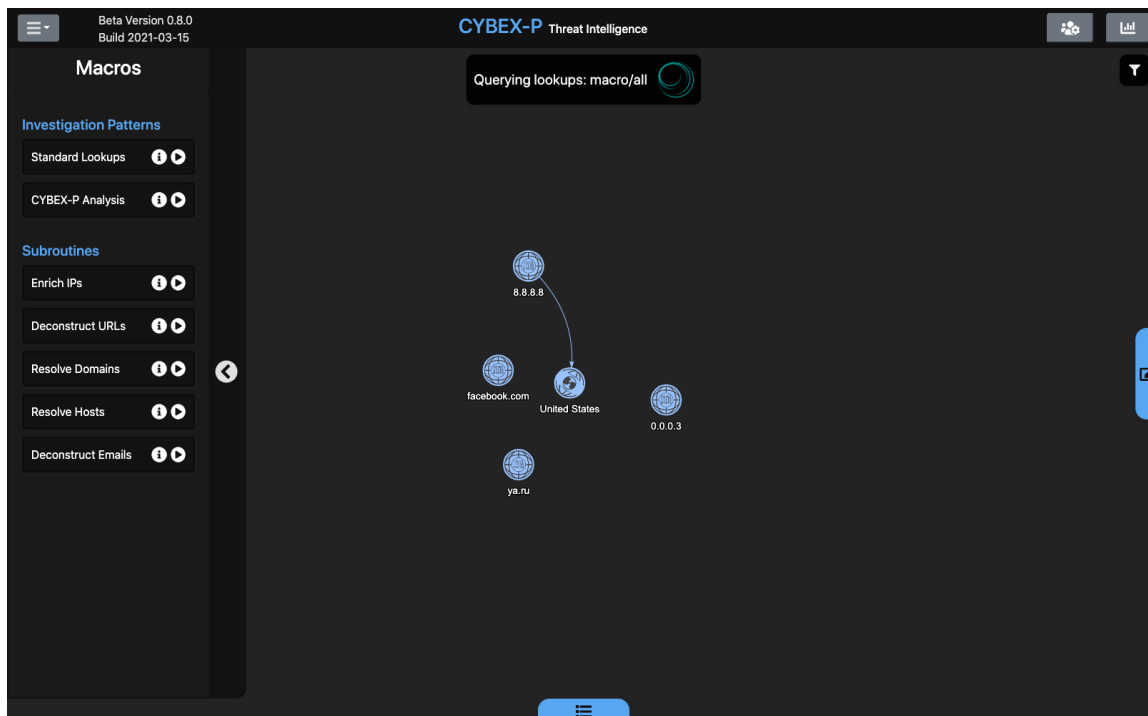 Beta Version 0.8.0
Build 2021-03-15
CYBEX-P Threat Intelligence
Macros
Querying lookups: macro/all
Investigation Patterns
Standard Lookups
CYBEX-P Analysis
Subroutines
Enrich IPs
Deconstruct URLs
Resolve Domains
Resolve Hosts
Deconstruct Emails
8.8.8.8
facebook.com
United States
0.0.0.3
ya.ru